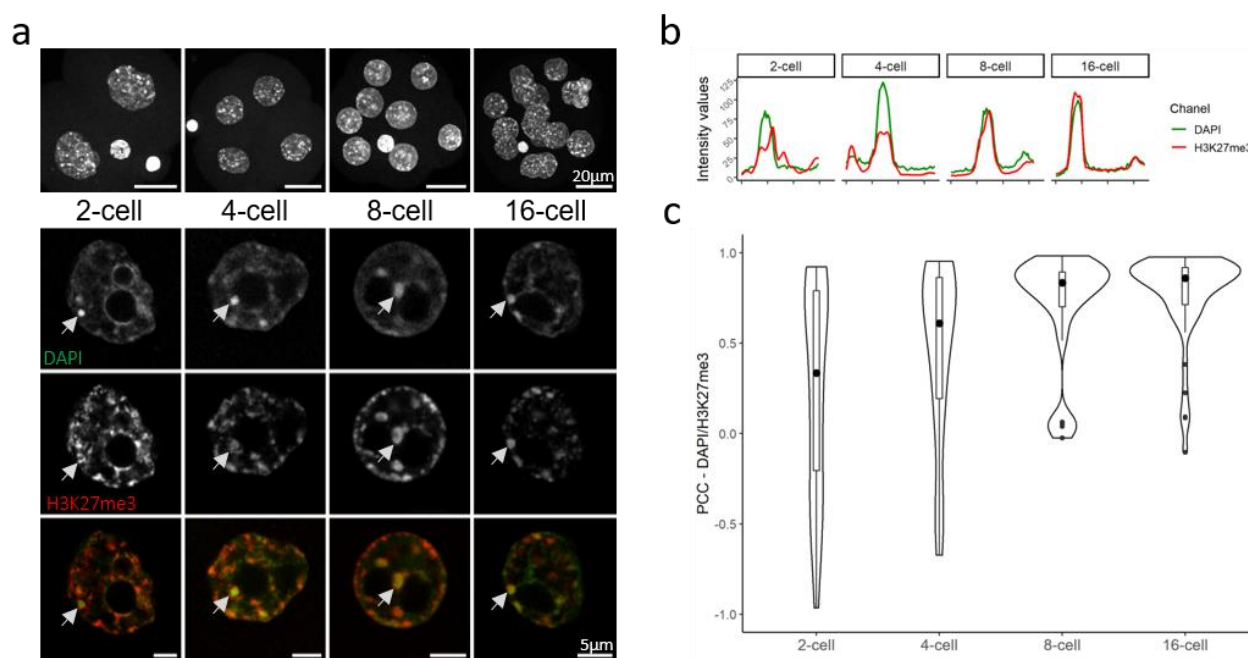 a
20µm
2-cell 4-cell 8-cell 16-cell
DAPI
H3K27me3
5µm
b
2-cell 4-cell 8-cell 16-cell
Intensity values
125
100
75
50
25
0
Chanel
DAPI
H3K27me3
c
PCC - DAPI/H3K27me3
1.0
0.5
0.0
-0.5
-1.0
2-cell 4-cell 8-cell 16-cell